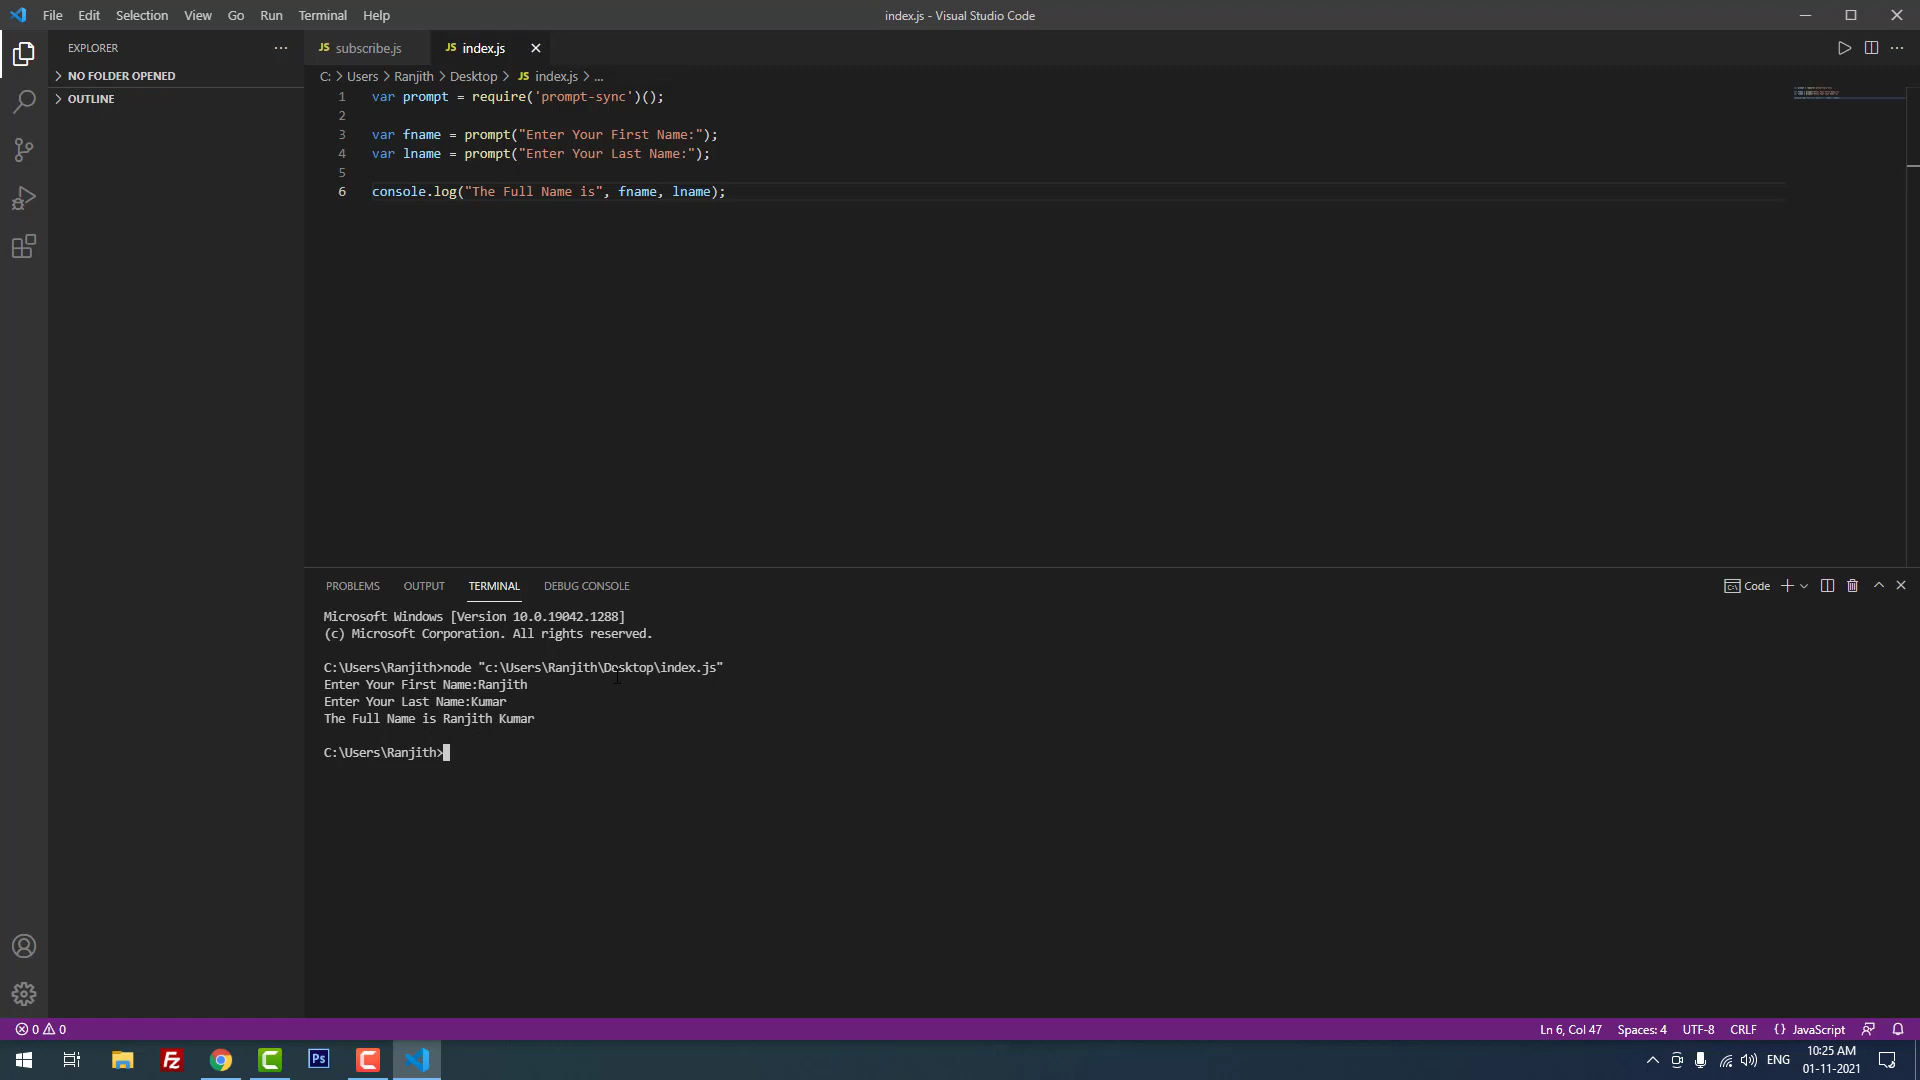 File Edit Selection View Go Run Terminal Help
index.js - Visual Studio Code
EXPLORER
NO FOLDER OPENED
OUTLINE
JS subscribe.js
JS index.js
C: > Users > Ranjith > Desktop > JS index.js > ...
1 var prompt = require('prompt-sync')();
2
3 var fname = prompt("Enter Your First Name:");
4 var lname = prompt("Enter Your Last Name:");
5
6 console.log("The Full Name is", fname, lname);
PROBLEMS OUTPUT TERMINAL DEBUG CONSOLE
Code
Microsoft Windows [Version 10.0.19042.1288]
(c) Microsoft Corporation. All rights reserved.
C:\Users\Ranjith>node "c:\Users\Ranjith\Desktop\index.js"
Enter Your First Name:Ranjith
Enter Your Last Name:Kumar
The Full Name is Ranjith Kumar
C:\Users\Ranjith>
0 0
Ln 6, Col 47 Spaces: 4 UTF-8 CRLF {} JavaScript
Fz
Ps
ENG
10:25 AM
01-11-2021